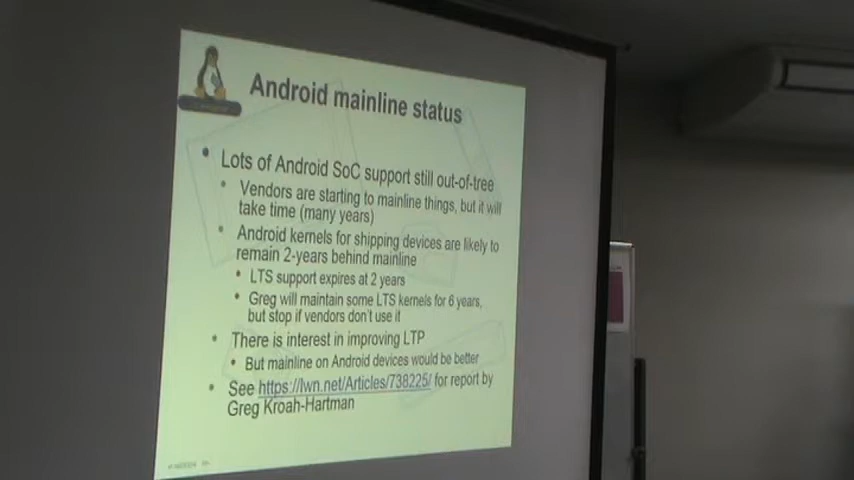 Android mainline status
• Lots of Android SoC support still out-of-tree
• Vendors are starting to mainline things, but it will
take time (many years)
• Android kernels for shipping devices are likely to
remain 2-years behind mainline
• LTS support expires at 2 years
• Greg will maintain some LTS kernels for 6 years,
but stop if vendors don't use it
• There is interest in improving LTP
• But mainline on Android devices would be better
• See https://lwn.net/Articles/738225/ for report by
Greg Kroah-Hartman